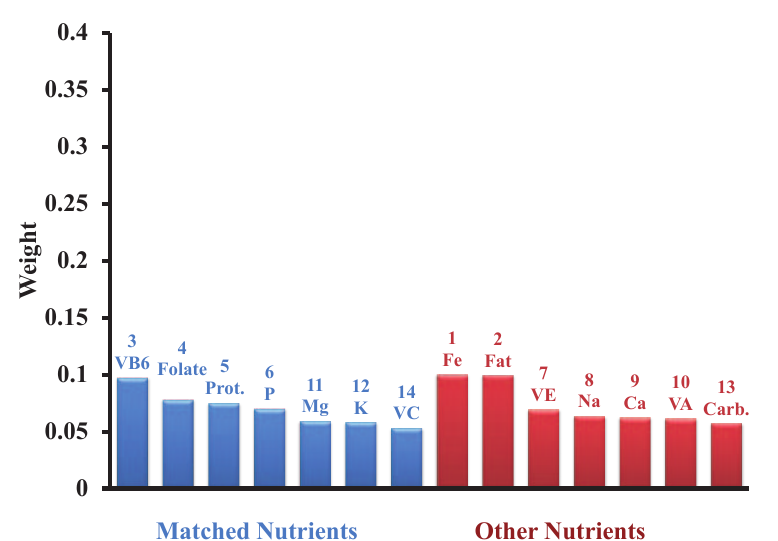 0.4
0.35
0.3
0.25
0.2
0.15
0.1
0.05
0
Weight
3
VB6
4
Folate
5
Prot.
6
P
11
Mg
12
K
14
VC
1
Fe
2
Fat
7
VE
8
Na
9
Ca
10
VA
13
Carb.
Matched Nutrients
Other Nutrients